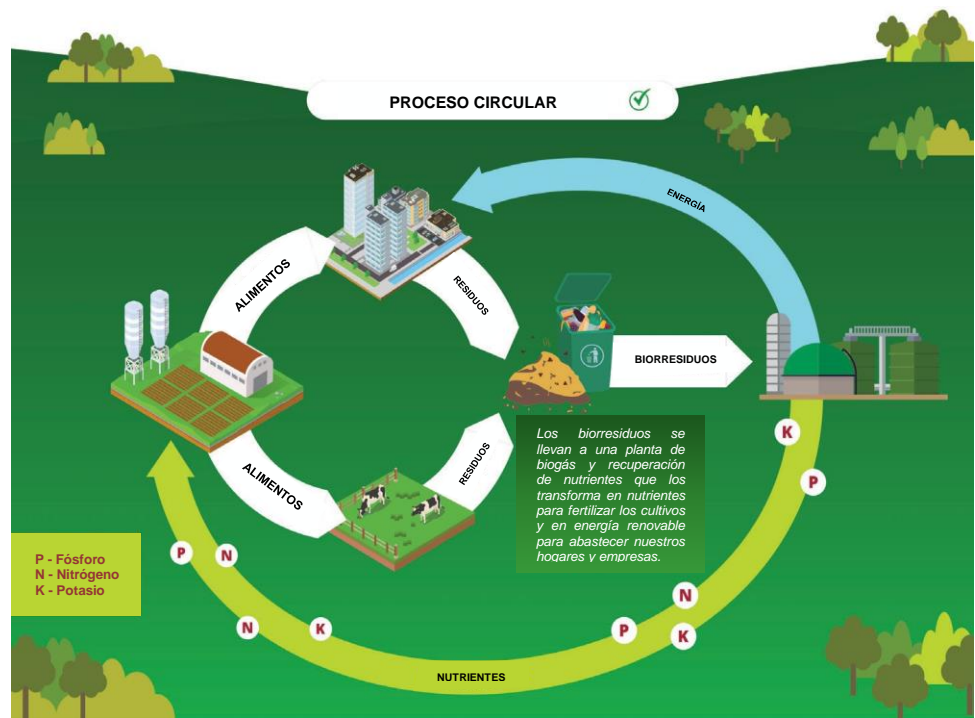 PROCESO CIRCULAR
ENERGÍA
ALIMENTOS
RESIDUOS
BIORRESIDUOS
ALIMENTOS
RESIDUOS
Los biorresiduos se
llevan a una planta de
biogás y recuperación
de nutrientes que los
transforma en nutrientes
para fertilizar los cultivos
y en energía renovable
para abastecer nuestros
hogares y empresas.
K
P
P - Fósforo
N - Nitrógeno
K - Potasio
P
N
N
K
P
N
K
NUTRIENTES